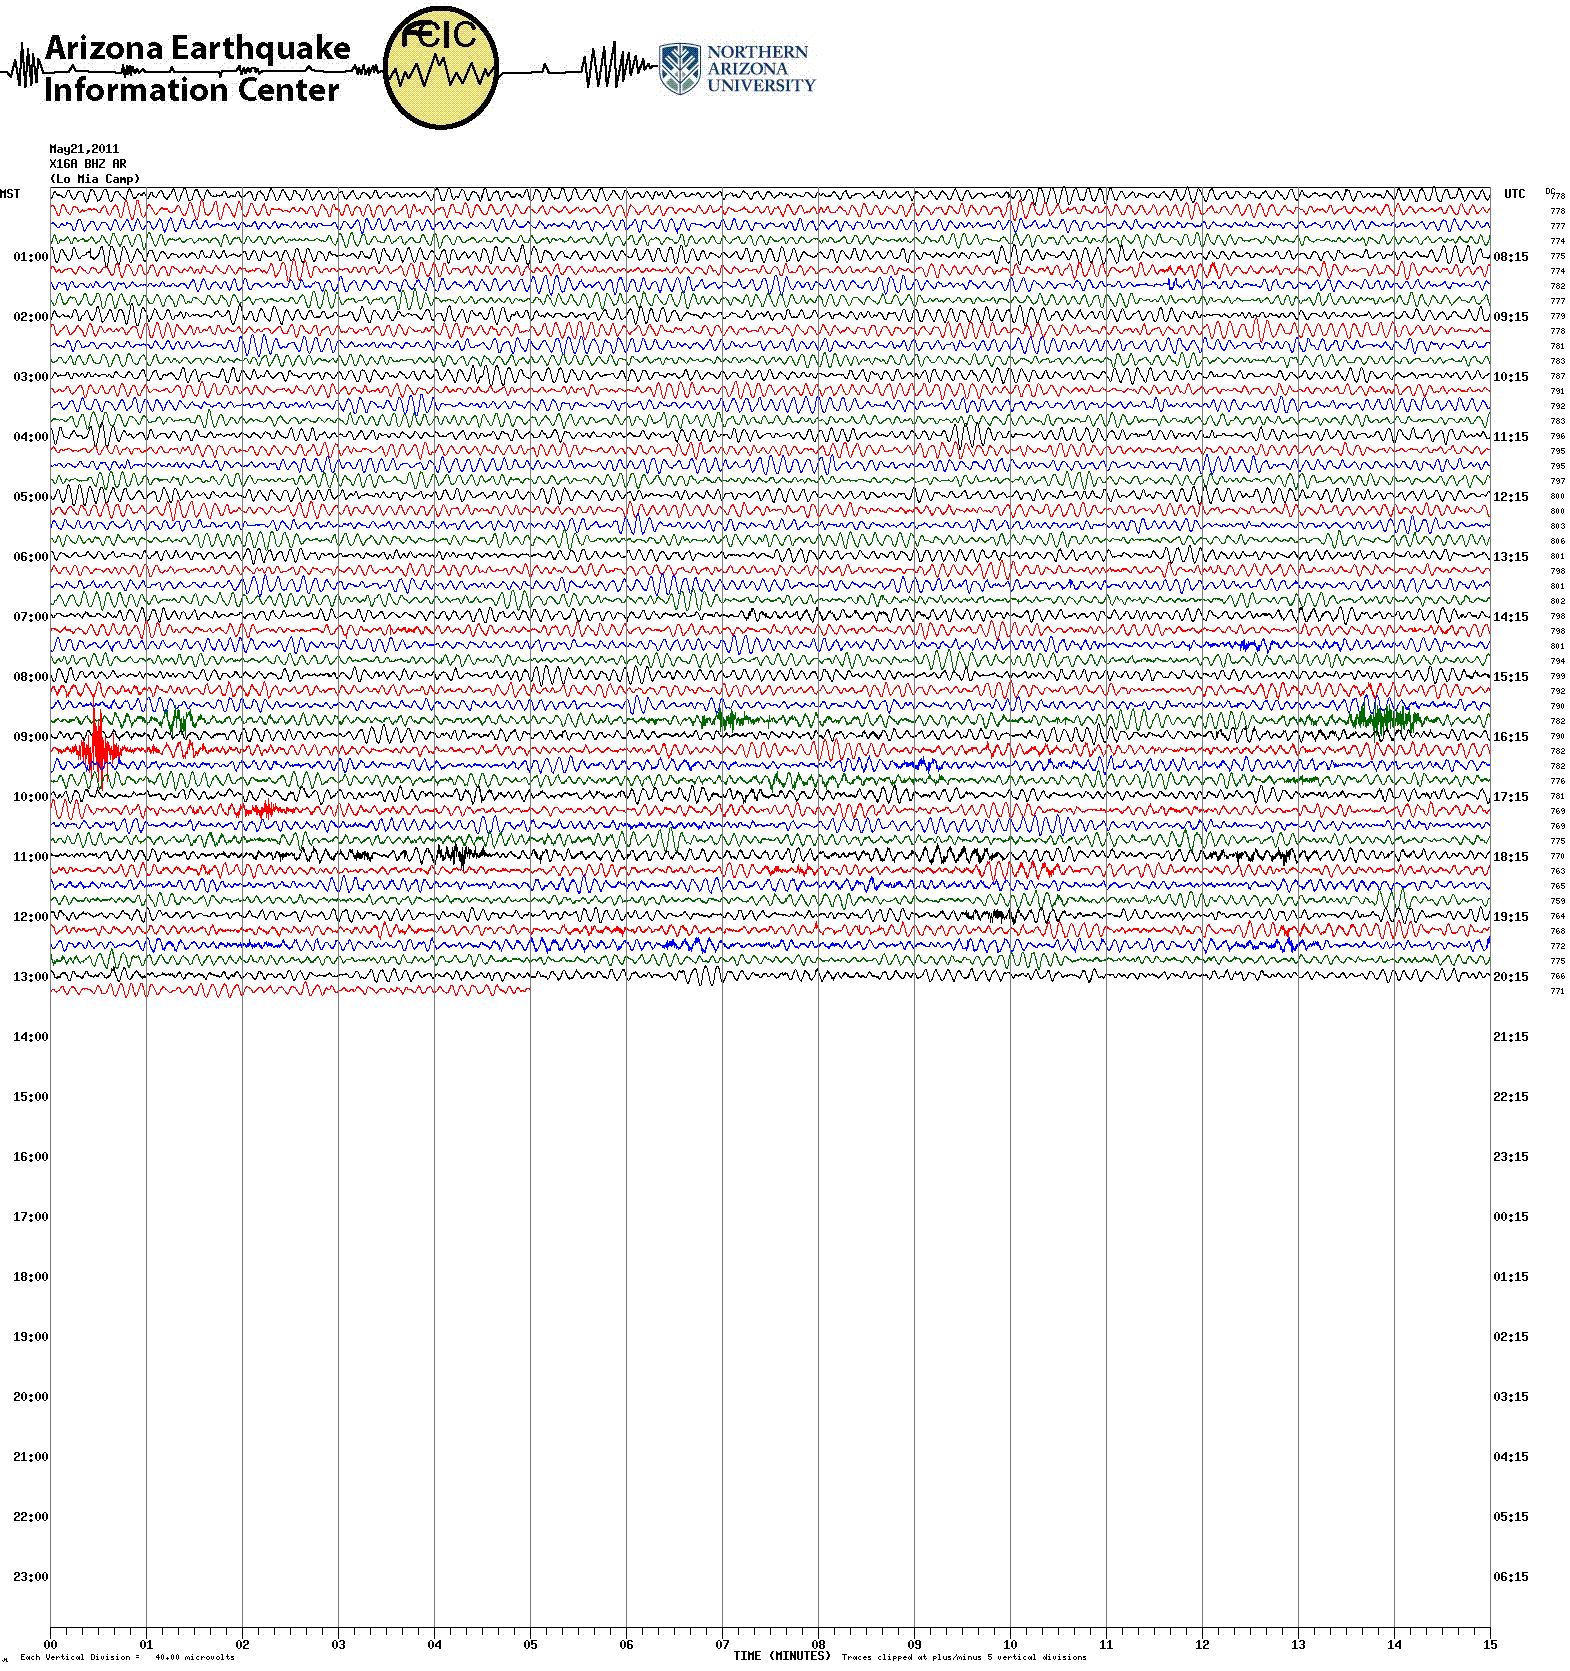 Arizona Earthquake
Information Center
ÆIC
NORTHERN
ARIZONA
UNIVERSITY
May21,2011
X16A BHZ AR
(Lo Mia Camp)
MST UTC DC
778
778
777
774
01:00 08:15 775
774
782
777
02:00 09:15 779
778
781
783
03:00 10:15 787
791
792
783
04:00 11:15 796
795
795
797
05:00 12:15 800
800
803
806
06:00 13:15 801
798
801
802
07:00 14:15 798
798
801
794
08:00 15:15 799
792
790
782
09:00 16:15 790
782
782
776
10:00 17:15 781
769
769
775
11:00 18:15 770
763
765
759
12:00 19:15 764
768
772
775
13:00 20:15 766
771
14:00 21:15
15:00 22:15
16:00 23:15
17:00 00:15
18:00 01:15
19:00 02:15
20:00 03:15
21:00 04:15
22:00 05:15
23:00 06:15
00 01 02 03 04 05 06 07 08 09 10 11 12 13 14 15
TIME (MINUTES)
Each Vertical Division = 40.00 microvolts
Traces clipped at plus/minus 5 vertical divisions